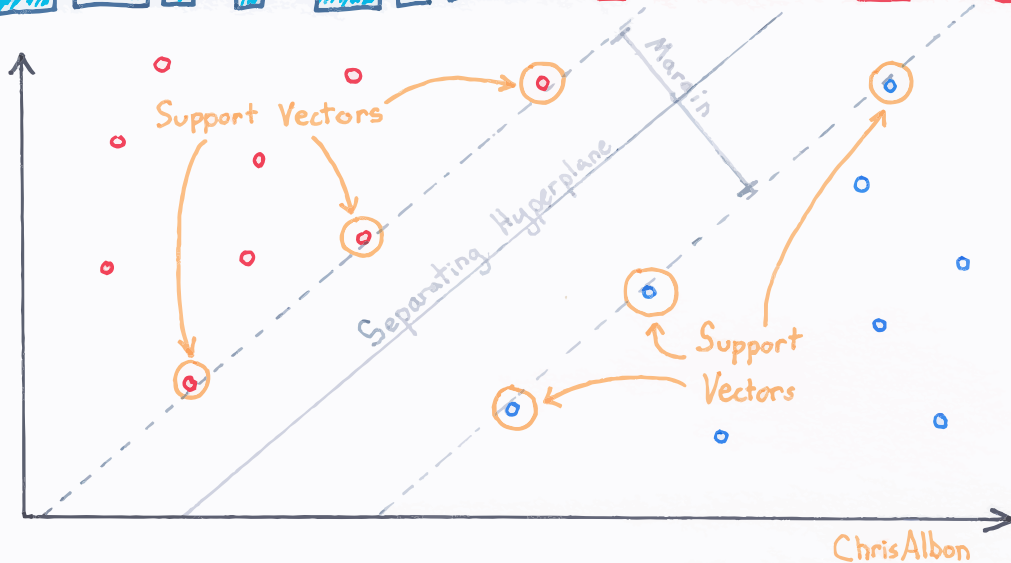 Support Vectors
Margin
Separating Hyperplane
Support
Vectors
ChrisAlbon